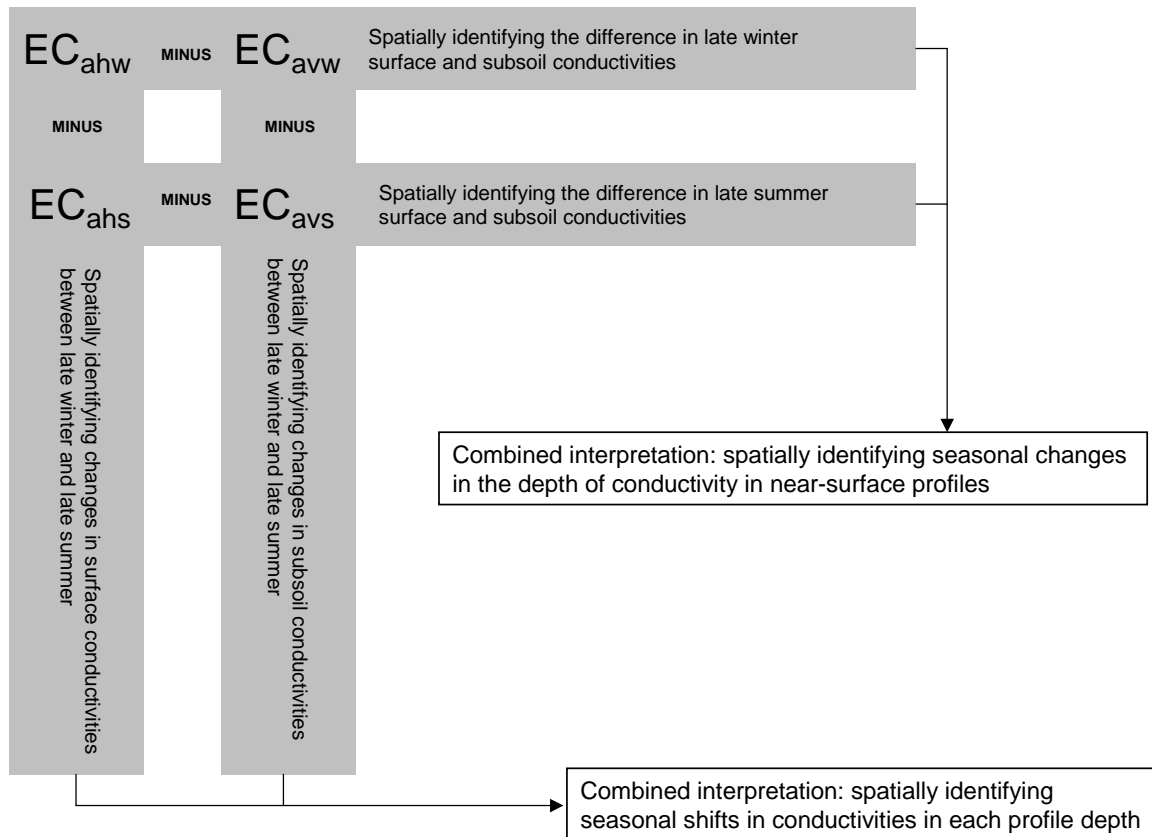 ECahw MINUS ECavw
Spatially identifying the difference in late winter
surface and subsoil conductivities
MINUS MINUS
ECahs MINUS ECavs
Spatially identifying the difference in late summer
surface and subsoil conductivities
Spatially identifying changes in surface conductivities
between late winter and late summer
Spatially identifying changes in subsoil conductivities
between late winter and late summer
Combined interpretation: spatially identifying seasonal changes
in the depth of conductivity in near-surface profiles
Combined interpretation: spatially identifying
seasonal shifts in conductivities in each profile depth